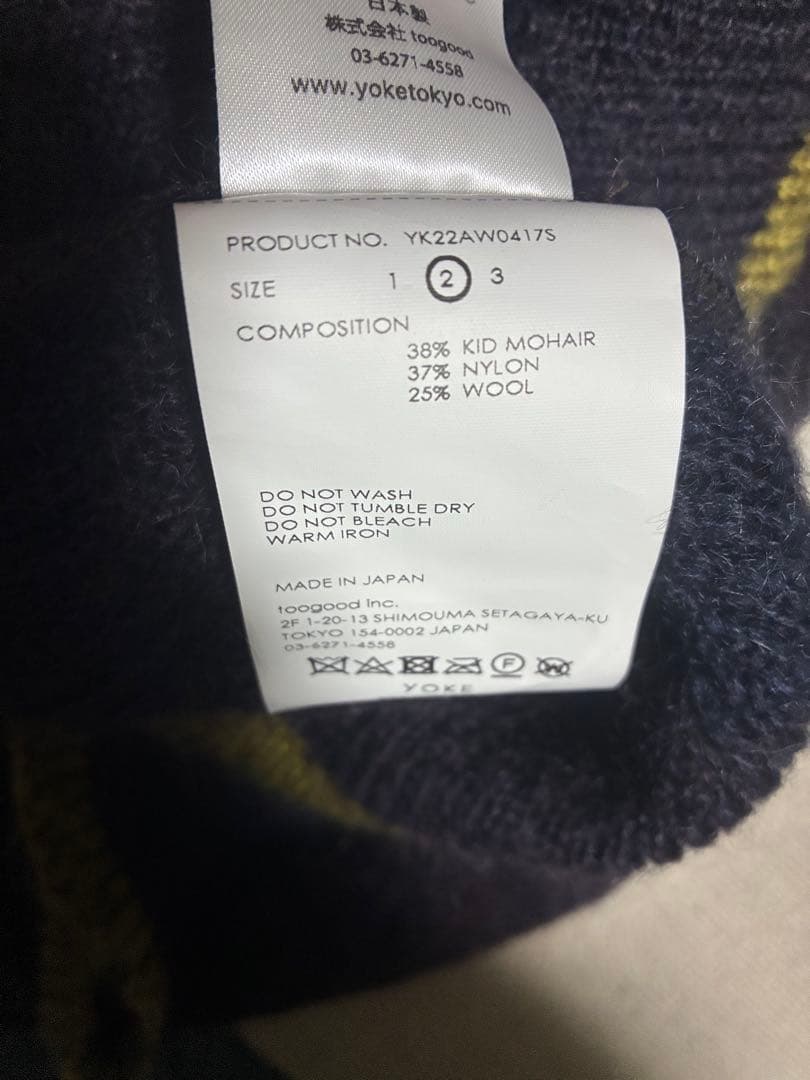 日本製
株式会社 toogood
03-6271-4558
www.yoketokyo.com
PRODUCT NO. YK22AW0417S
SIZE 1 2 3
COMPOSITION
38% KID MOHAIR
37% NYLON
25% WOOL
DO NOT WASH
DO NOT TUMBLE DRY
DO NOT BLEACH
WARM IRON
MADE IN JAPAN
toogood Inc.
2F 1-20-13 SHIMOUMA SETAGAYA-KU
TOKYO 154-0002 JAPAN
03-6271-4558
F W
YOKE